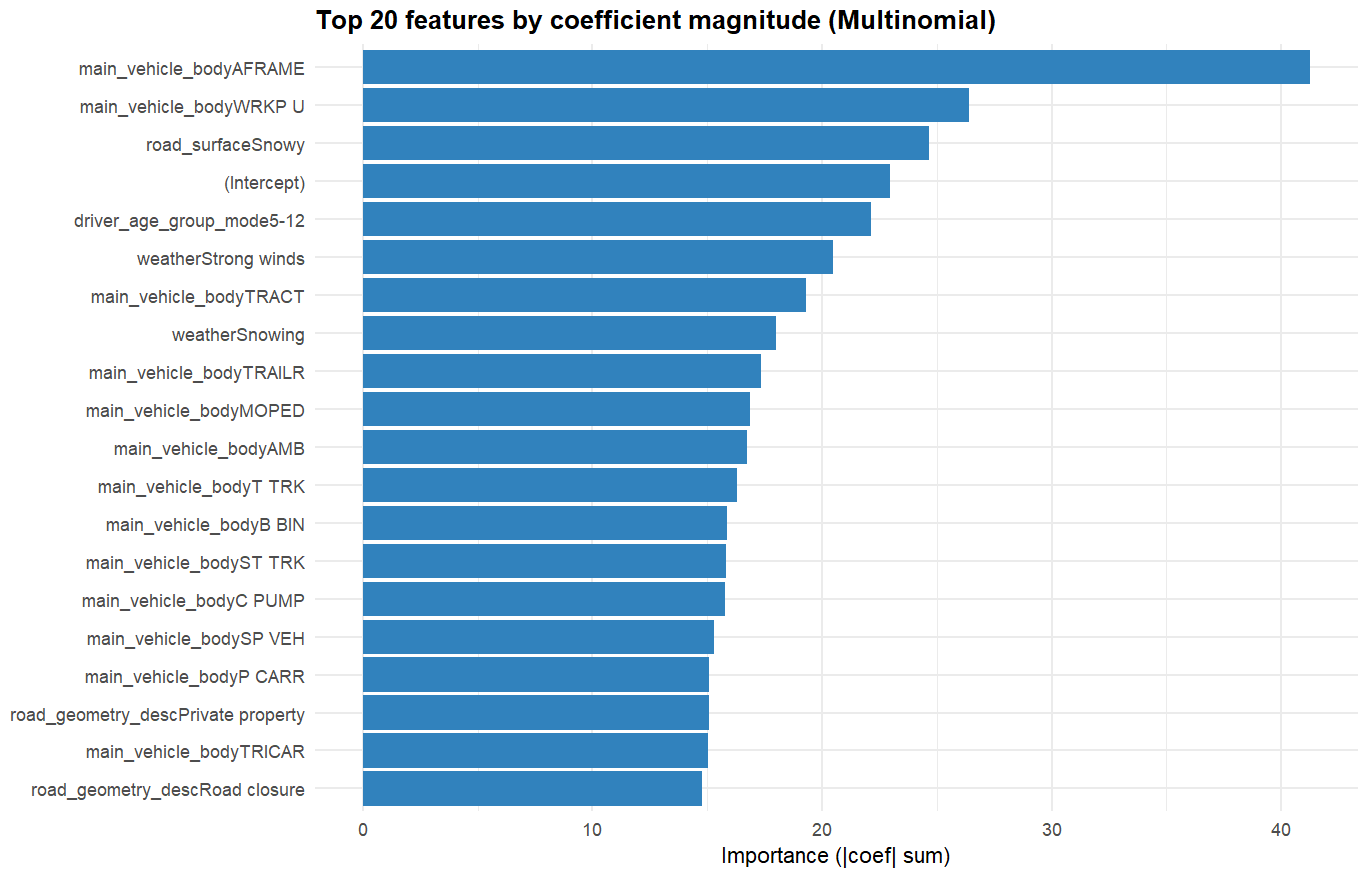 Top 20 features by coefficient magnitude (Multinomial)
main_vehicle_bodyAFRAME
main_vehicle_bodyWRKP U
road_surfaceSnowy
(Intercept)
driver_age_group_mode5-12
weatherStrong winds
main_vehicle_bodyTRACT
weatherSnowing
main_vehicle_bodyTRAILR
main_vehicle_bodyMOPED
main_vehicle_bodyAMB
main_vehicle_bodyT TRK
main_vehicle_bodyB BIN
main_vehicle_bodyST TRK
main_vehicle_bodyC PUMP
main_vehicle_bodySP VEH
main_vehicle_bodyP CARR
road_geometry_descPrivate property
main_vehicle_bodyTRICAR
road_geometry_descRoad closure
0 10 20 30 40
Importance (|coef| sum)